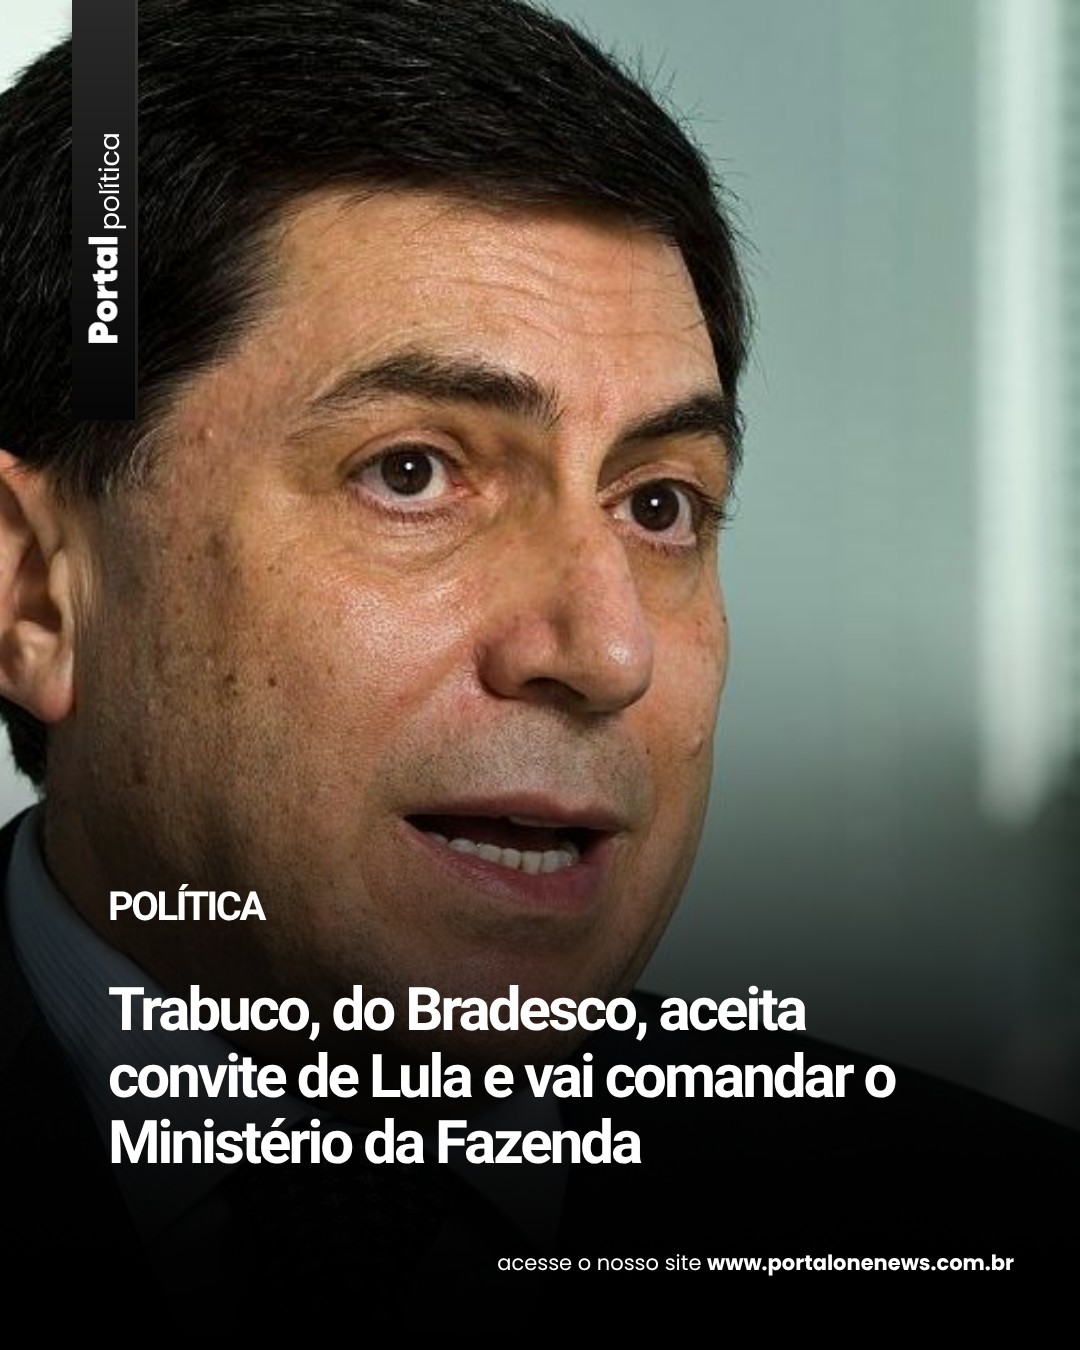 Portal política
POLÍTICA
Trabuco, do Bradesco, aceita
convite de Lula e vai comandar o
Ministério da Fazenda
acesse o nosso site www.portalonenews.com.br